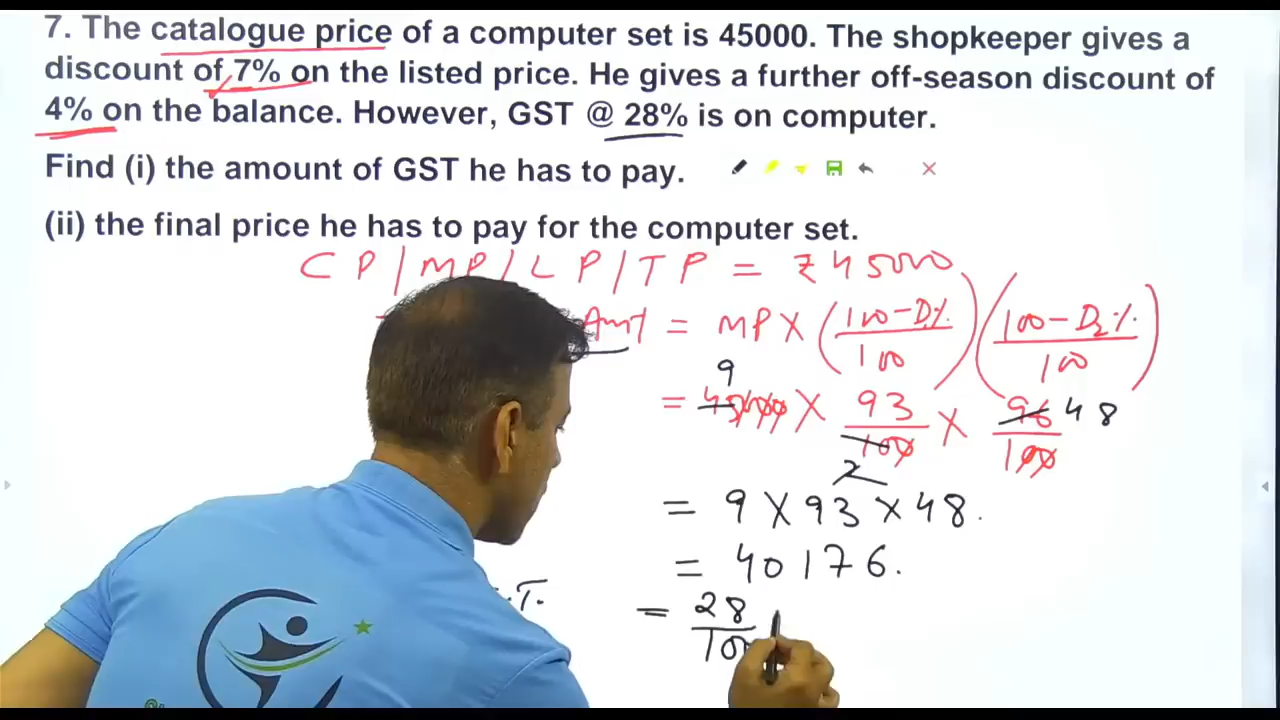 7. The catalogue price of a computer set is 45000. The shopkeeper gives a
discount of 7% on the listed price. He gives a further off-season discount of
4% on the balance. However, GST @ 28% is on computer.
Find (i) the amount of GST he has to pay.
(ii) the final price he has to pay for the computer set.
CP/MP/LP/TP = ₹45000
Amt = MP X (100-D₁%/100)(100-D₂%/100)
9
= 45000 X 93/100 X 96/100 48
2
= 9 X 93 X 48.
= 40176.
.T. = 28/100